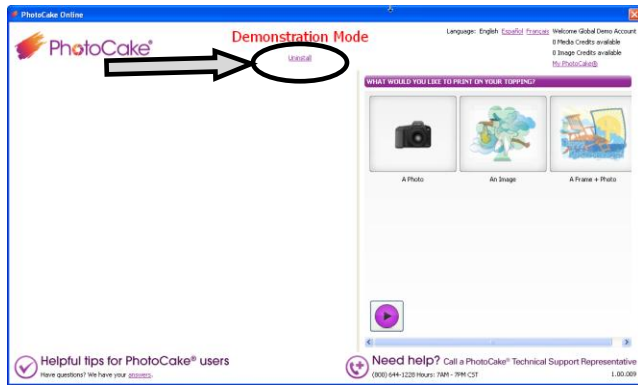 PhotoCake Online
PhotoCake®
Demonstration Mode
Uninstall
Language: English Español Français
Welcome Global Demo Account
0 Media Credits available
0 Image Credits available
My PhotoCake®
WHAT WOULD YOU LIKE TO PRINT ON YOUR TOPPING?
A Photo
An Image
A Frame + Photo
Helpful tips for PhotoCake® users
Have questions? We have your answers.
Need help? Call a PhotoCake® Technical Support Representative
(800) 644-1228 Hours: 7AM - 7PM CST
1.00.009